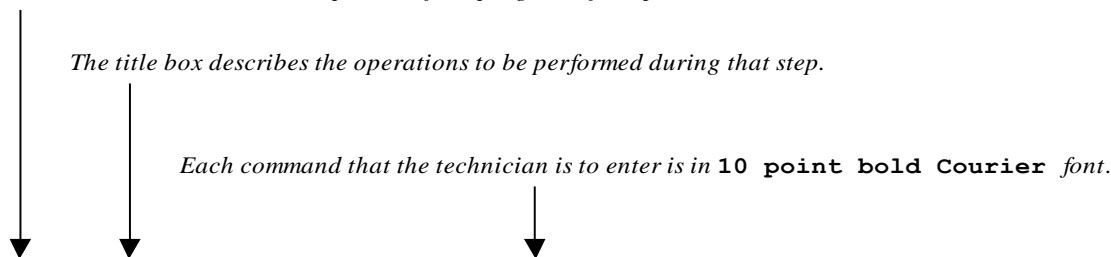 The title box describes the operations to be performed during that step.
Each command that the technician is to enter is in 10 point bold Courier font.